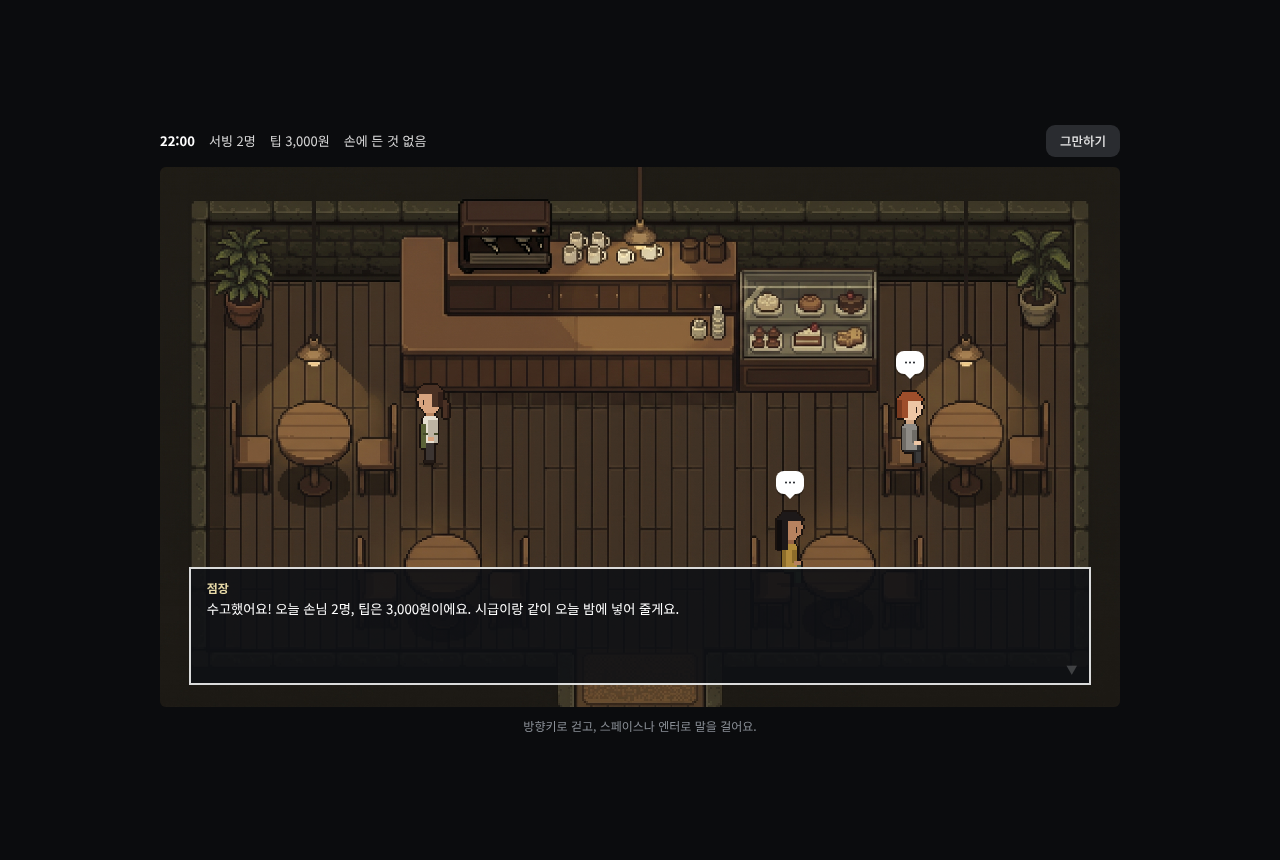 22:00 서빙 2명 팁 3,000원 손에 든 것 없음
그만하기
...
...
점장
수고했어요! 오늘 손님 2명, 팁은 3,000원이에요. 시급이랑 같이 오늘 밤에 넣어 줄게요.
방향키로 걷고, 스페이스나 엔터로 말을 걸어요.